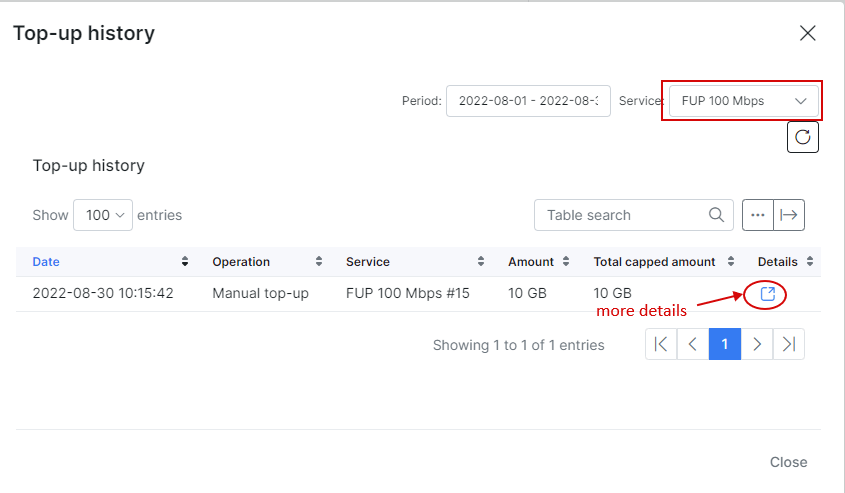 Top-up history
Period: 2022-08-01 - 2022-08-3 Service: FUP 100 Mbps
Top-up history
Show 100 entries Table search
Date Operation Service Amount Total capped amount Details
2022-08-30 10:15:42 Manual top-up FUP 100 Mbps #15 10 GB 10 GB
more details
Showing 1 to 1 of 1 entries 1
Close